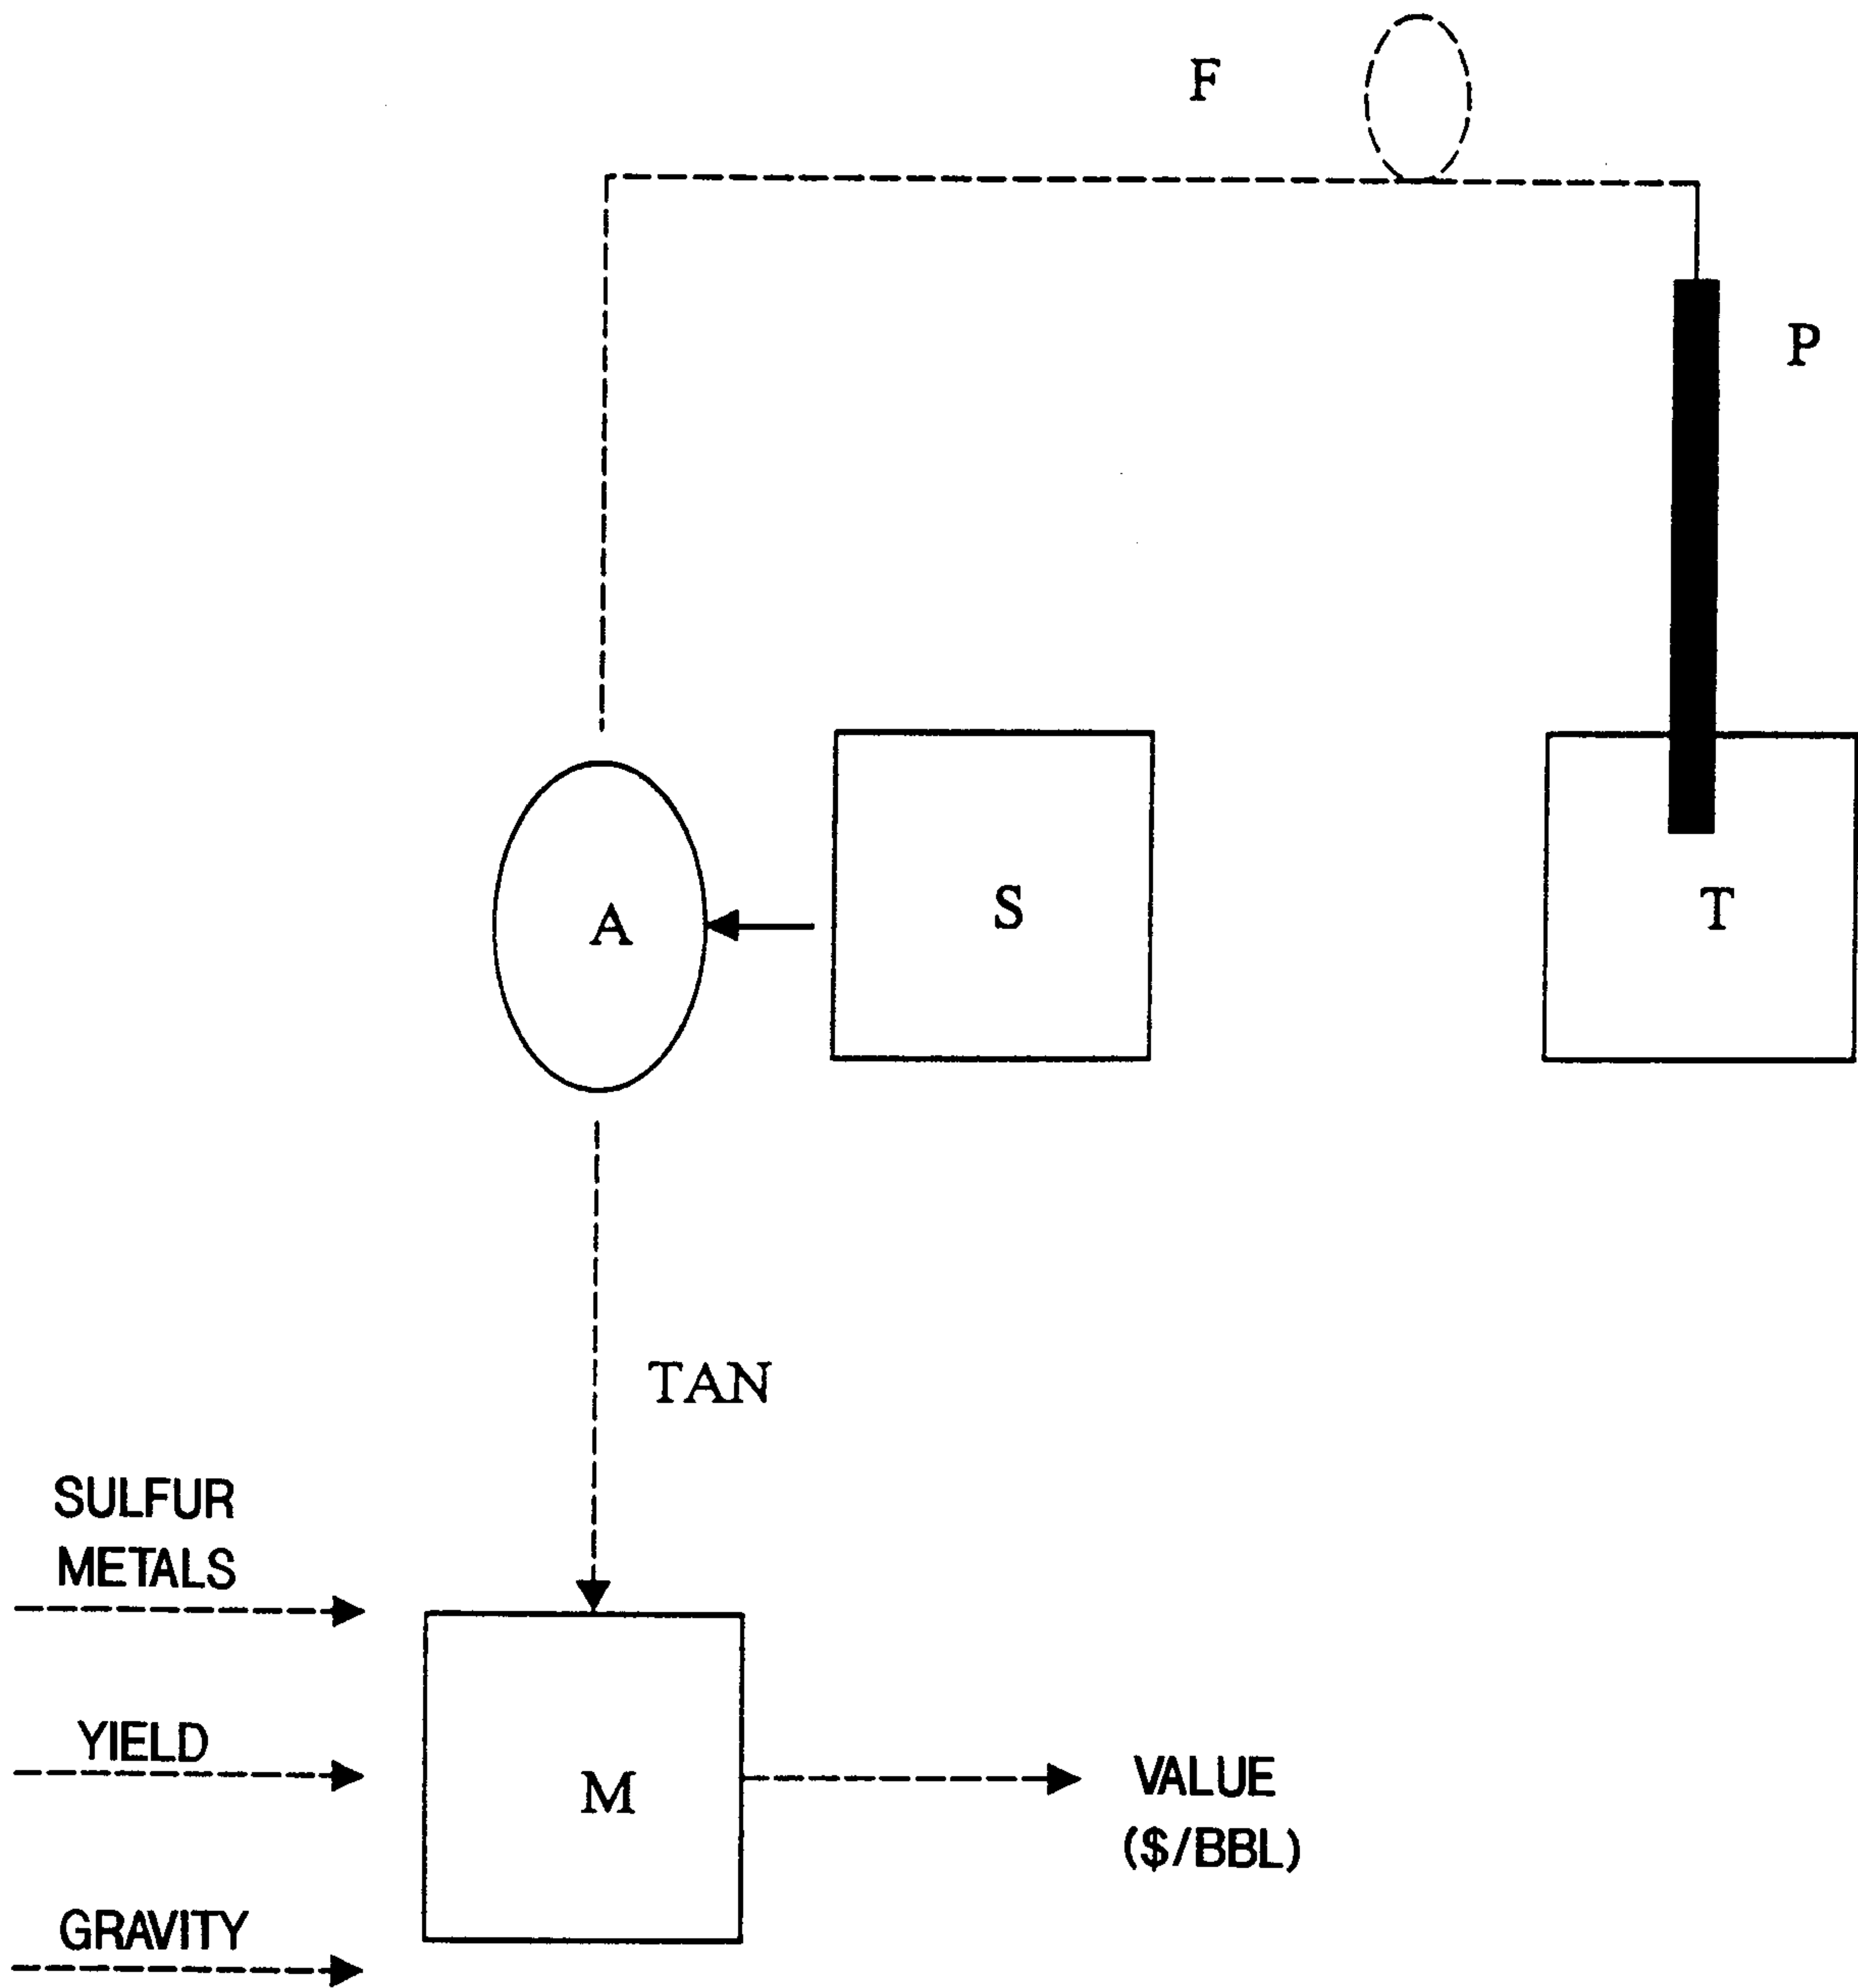 F
P
A
S
T
TAN
SULFUR
METALS
YIELD
M
VALUE
($/BBL)
GRAVITY